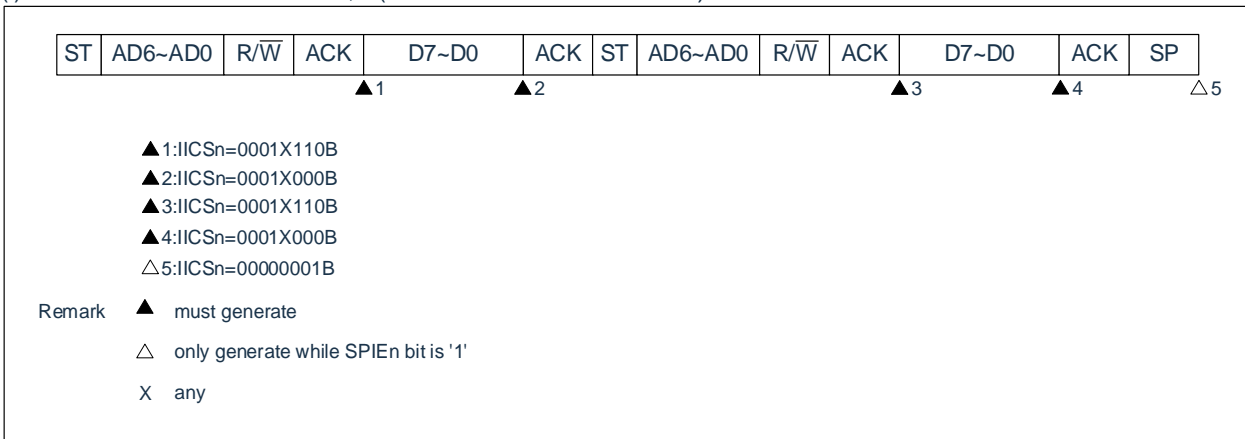 ST AD6~AD0 R/W ACK D7~D0 ACK ST AD6~AD0 R/W ACK D7~D0 ACK SP
▲1 ▲2 ▲3 ▲4 △5
▲1:IICSn=0001X110B
▲2:IICSn=0001X000B
▲3:IICSn=0001X110B
▲4:IICSn=0001X000B
△5:IICSn=00000001B
Remark ▲ must generate
△ only generate while SPIEn bit is '1'
X any